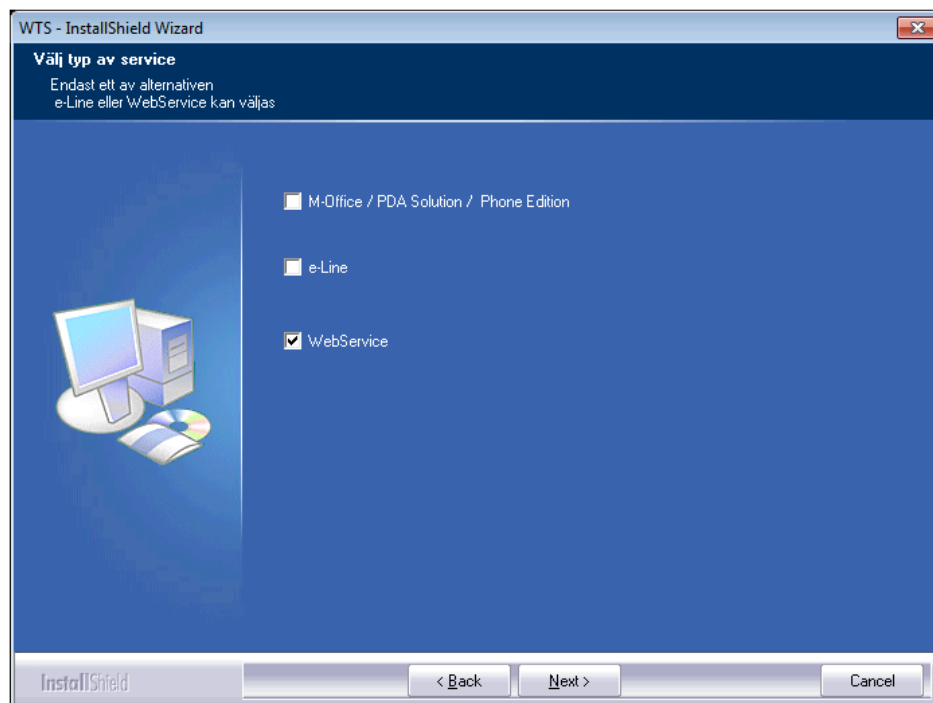 WTS - InstallShield Wizard
Välj typ av service
Endast ett av alternativen
e-Line eller WebService kan väljas
M-Office / PDA Solution / Phone Edition
e-Line
WebService
InstallShield
< Back
Next >
Cancel